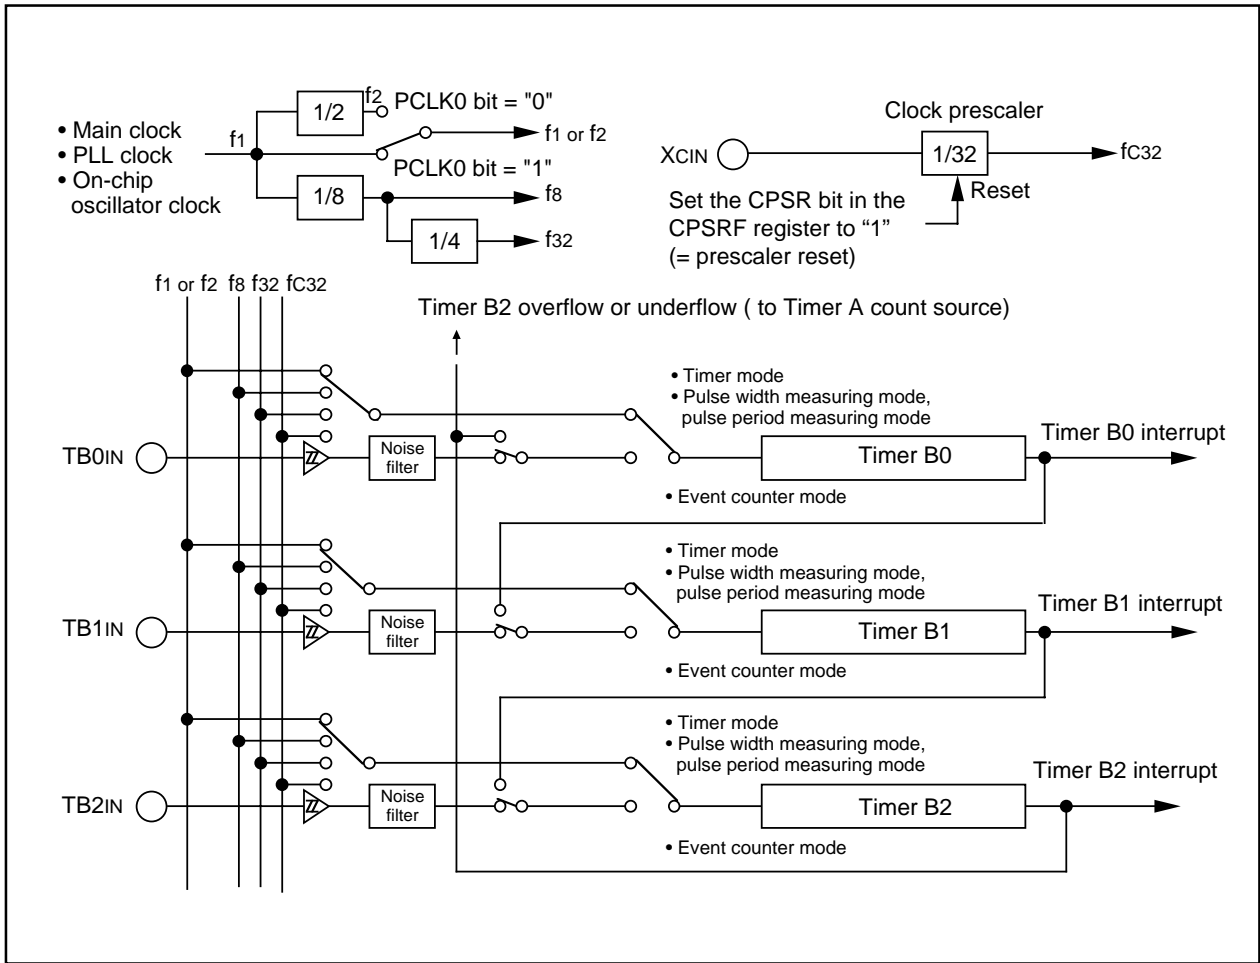 • Main clock
• PLL clock
• On-chip
oscillator clock
f1
1/2
f2
PCLK0 bit = "0"
f1 or f2
PCLK0 bit = "1"
1/8
f8
1/4
f32
Clock prescaler
XCIN
1/32
fC32
Reset
Set the CPSR bit in the
CPSRF register to “1”
(= prescaler reset)
f1 or f2 f8 f32 fC32
Timer B2 overflow or underflow ( to Timer A count source)
• Timer mode
• Pulse width measuring mode,
pulse period measuring mode
TB0IN
Noise
filter
Timer B0
Timer B0 interrupt
• Event counter mode
• Timer mode
• Pulse width measuring mode,
pulse period measuring mode
TB1IN
Noise
filter
Timer B1
Timer B1 interrupt
• Event counter mode
• Timer mode
• Pulse width measuring mode,
pulse period measuring mode
TB2IN
Noise
filter
Timer B2
Timer B2 interrupt
• Event counter mode